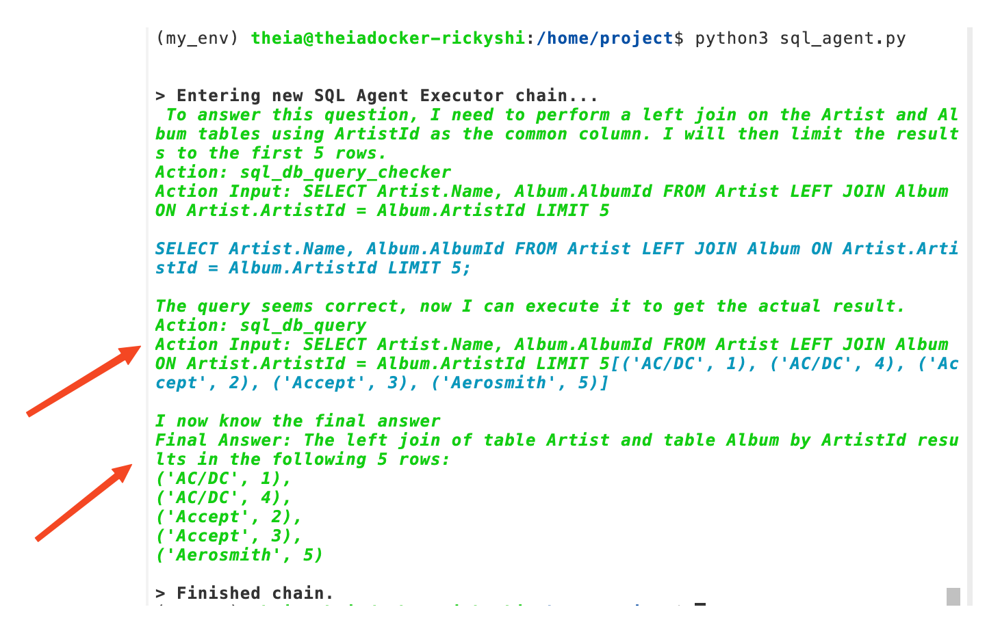 (my_env) theia@theiadocker-rickyshi:/home/project$ python3 sql_agent.py
> Entering new SQL Agent Executor chain...
To answer this question, I need to perform a left join on the Artist and Al
bum tables using ArtistId as the common column. I will then limit the result
s to the first 5 rows.
Action: sql_db_query_checker
Action Input: SELECT Artist.Name, Album.AlbumId FROM Artist LEFT JOIN Album
ON Artist.ArtistId = Album.ArtistId LIMIT 5
SELECT Artist.Name, Album.AlbumId FROM Artist LEFT JOIN Album ON Artist.Arti
stId = Album.ArtistId LIMIT 5;
The query seems correct, now I can execute it to get the actual result.
Action: sql_db_query
Action Input: SELECT Artist.Name, Album.AlbumId FROM Artist LEFT JOIN Album
ON Artist.ArtistId = Album.ArtistId LIMIT 5[('AC/DC', 1), ('AC/DC', 4), ('Ac
cept', 2), ('Accept', 3), ('Aerosmith', 5)]
I now know the final answer
Final Answer: The left join of table Artist and table Album by ArtistId resu
lts in the following 5 rows:
('AC/DC', 1),
('AC/DC', 4),
('Accept', 2),
('Accept', 3),
('Aerosmith', 5)
> Finished chain.